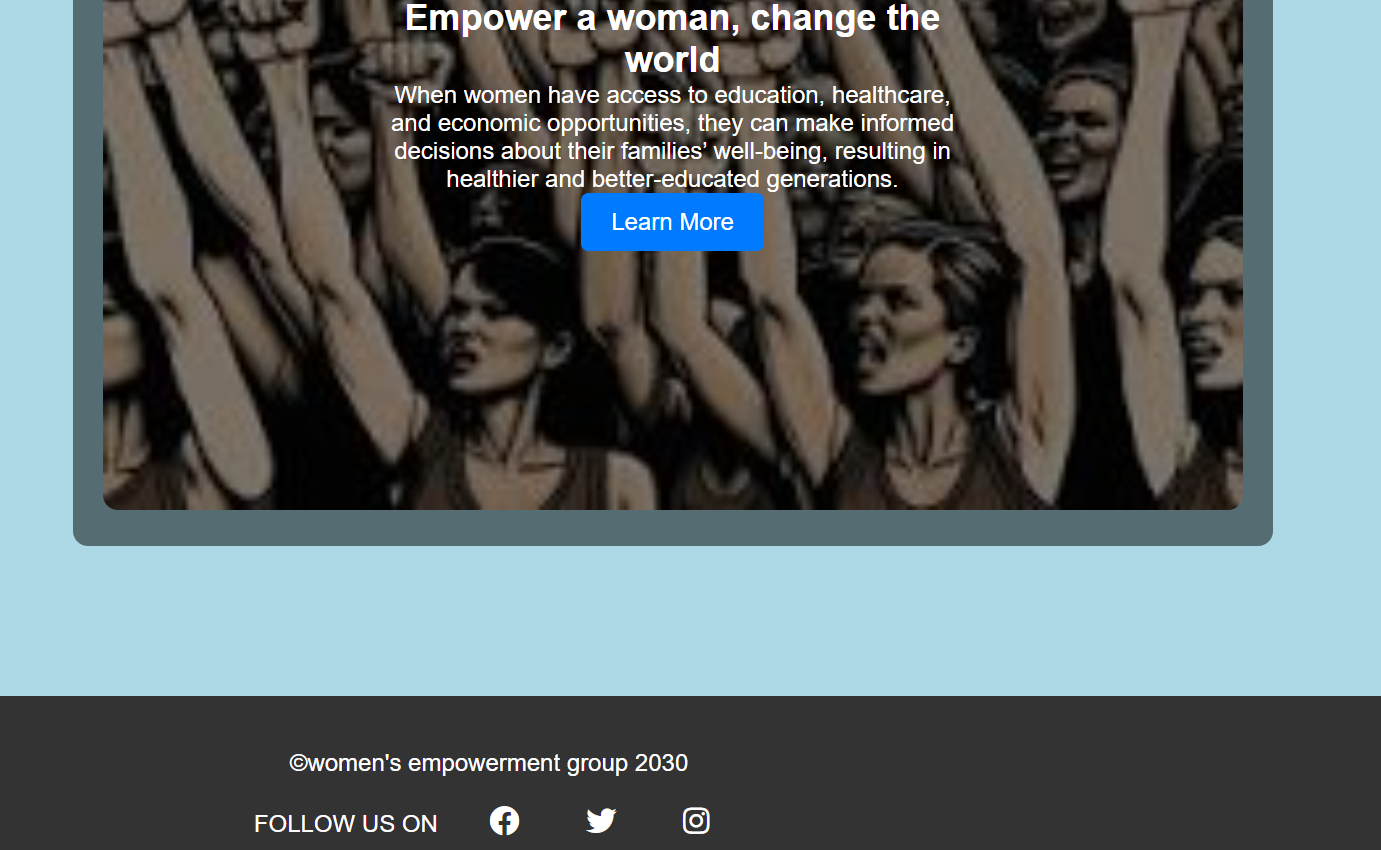 Empower a woman, change the
world
When women have access to education, healthcare,
and economic opportunities, they can make informed
decisions about their families’ well-being, resulting in
healthier and better-educated generations.
Learn More
©women's empowerment group 2030
FOLLOW US ON